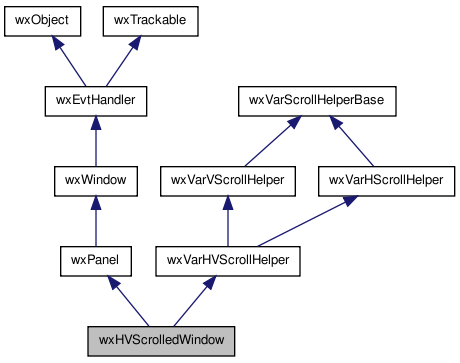 wxObject
wxTrackable
wxEvtHandler
wxVarScrollHelperBase
wxWindow
wxVarVScrollHelper
wxVarHScrollHelper
wxPanel
wxVarHVScrollHelper
wxHVScrolledWindow